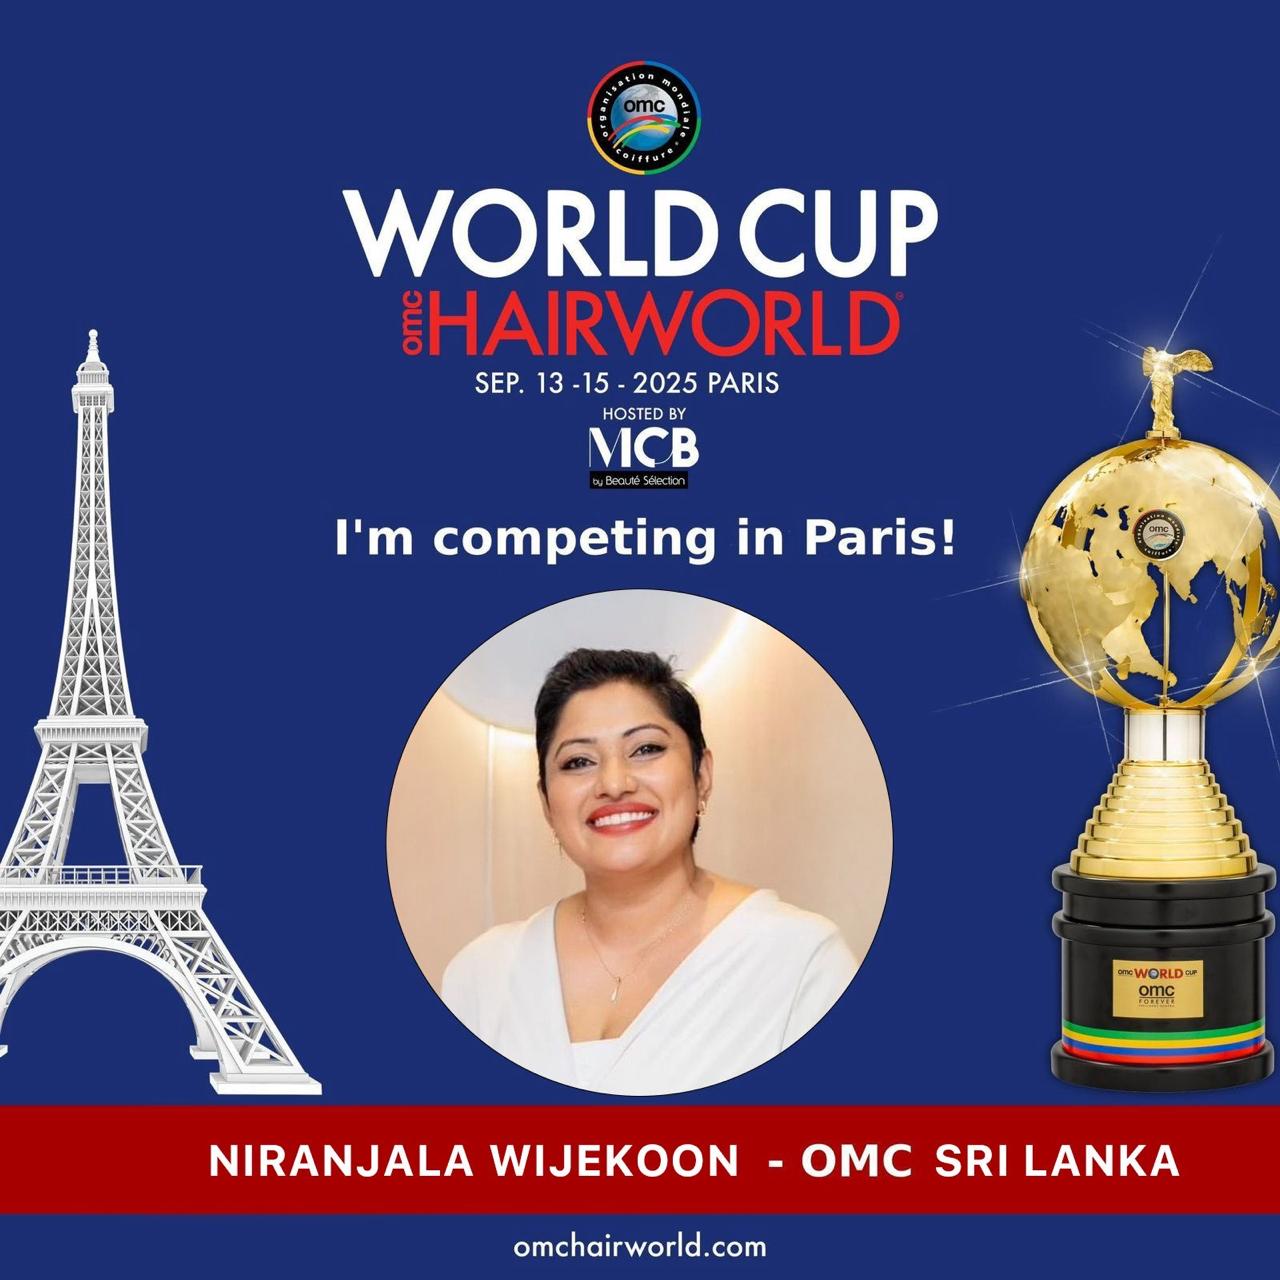 organisation mondiale coiffure
omc
WORLD CUP
omc HAIRWORLD
SEP. 13 -15 - 2025 PARIS
HOSTED BY
MCB
by Beauté Sélection
I'm competing in Paris!
omc
OMC WORLD CUP
omc
FOREVER
NIRANJALA WIJEKOON - OMC SRI LANKA
omchairworld.com